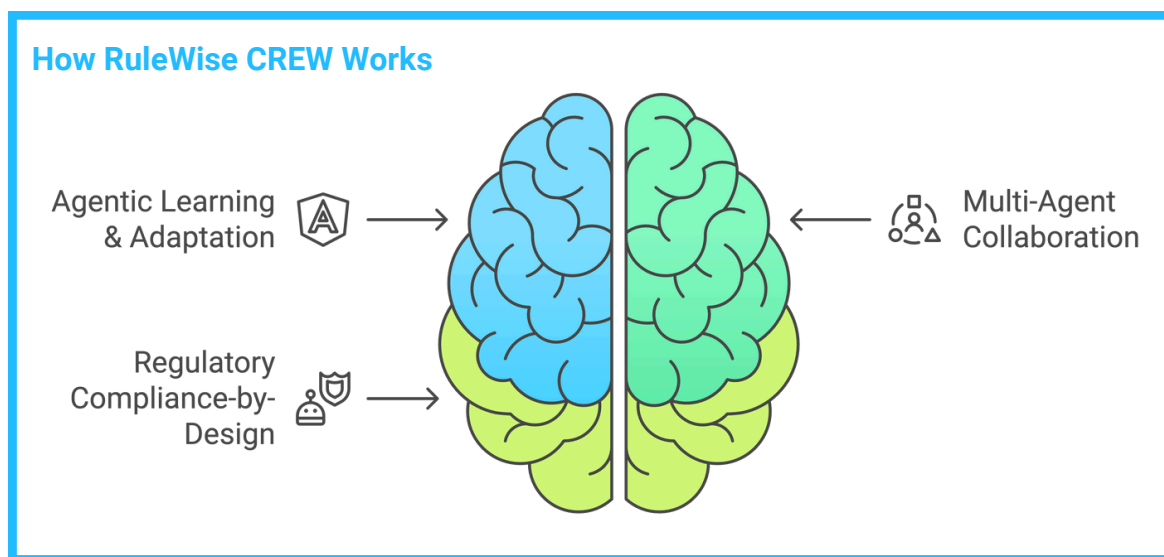 How RuleWise CREW Works
Agentic Learning
& Adaptation
Multi-Agent
Collaboration
Regulatory
Compliance-by-
Design